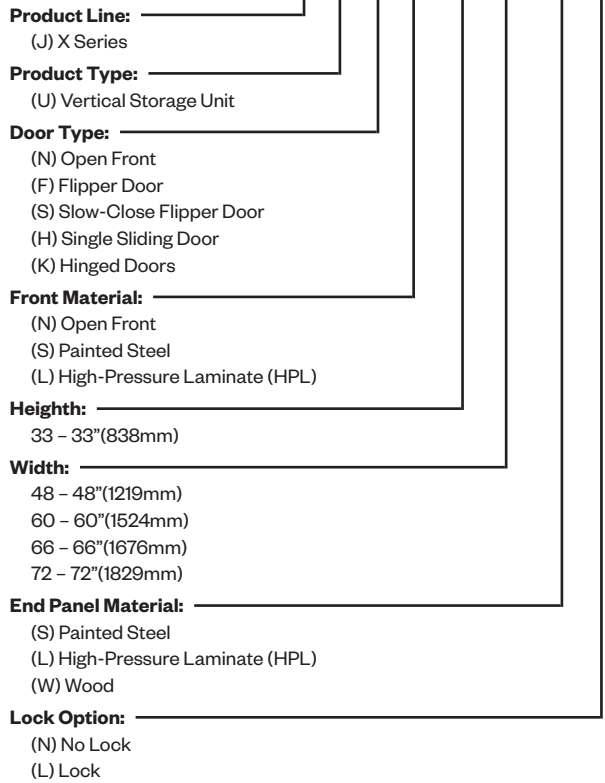 Product Line:
(J) X Series
Product Type:
(U) Vertical Storage Unit
Door Type:
(N) Open Front
(F) Flipper Door
(S) Slow-Close Flipper Door
(H) Single Sliding Door
(K) Hinged Doors
Front Material:
(N) Open Front
(S) Painted Steel
(L) High-Pressure Laminate (HPL)
Heighth:
33 – 33”(838mm)
Width:
48 – 48”(1219mm)
60 – 60”(1524mm)
66 – 66”(1676mm)
72 – 72”(1829mm)
End Panel Material:
(S) Painted Steel
(L) High-Pressure Laminate (HPL)
(W) Wood
Lock Option:
(N) No Lock
(L) Lock